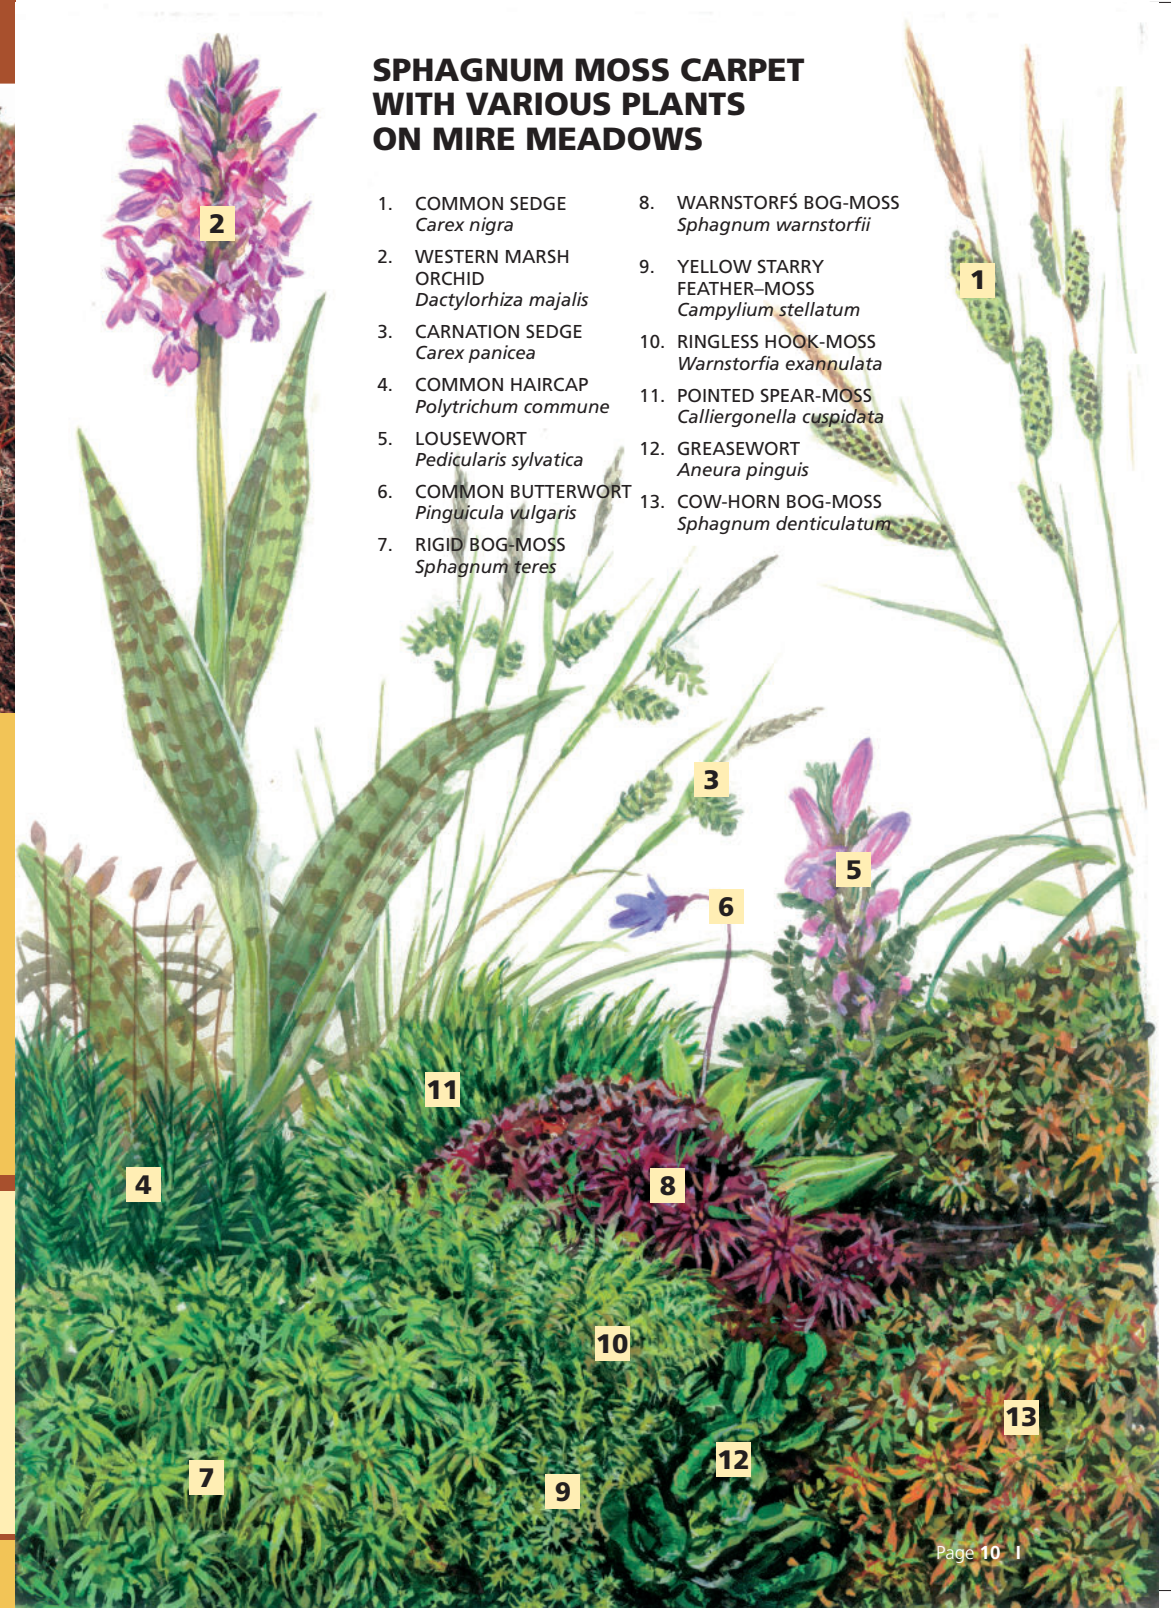 SPHAGNUM MOSS CARPET
WITH VARIOUS PLANTS
ON MIRE MEADOWS
1. COMMON SEDGE
Carex nigra
2. WESTERN MARSH
ORCHID
Dactylorhiza majalis
3. CARNATION SEDGE
Carex panicea
4. COMMON HAIRCAP
Polytrichum commune
5. LOUSEWORT
Pedicularis sylvatica
6. COMMON BUTTERWORT
Pinguicula vulgaris
7. RIGID BOG-MOSS
Sphagnum teres
8. WARNSTORFŚ BOG-MOSS
Sphagnum warnstorfii
9. YELLOW STARRY
FEATHER–MOSS
Campylium stellatum
10. RINGLESS HOOK-MOSS
Warnstorfia exannulata
11. POINTED SPEAR-MOSS
Calliergonella cuspidata
12. GREASEWORT
Aneura pinguis
13. COW-HORN BOG-MOSS
Sphagnum denticulatum
2
1
3
5
6
11
4
8
10
13
12
7
9
Page 10 I